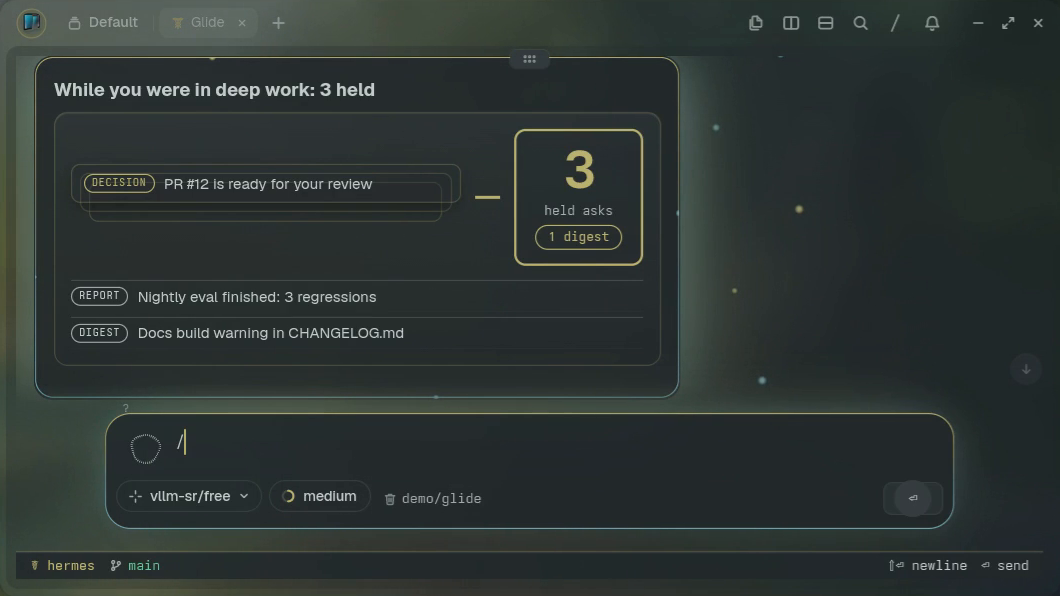 Default
Glide
While you were in deep work: 3 held
DECISION PR #12 is ready for your review
3
held asks
1 digest
REPORT Nightly eval finished: 3 regressions
DIGEST Docs build warning in CHANGELOG.md
?
/
vllm-sr/free
medium
demo/glide
hermes
main
⇧⏎ newline
⏎ send